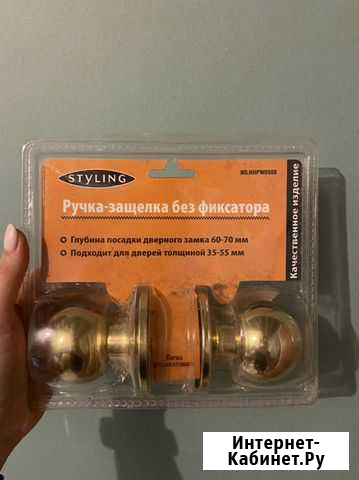 STYLING
NO.HHPW0508
Ручка-защелка без фиксатора
Глубина посадки дверного замка 60-70 мм
Подходит для дверей толщиной 35-55 мм
Качественное изделие
Интернет-
Кабинет.Ру